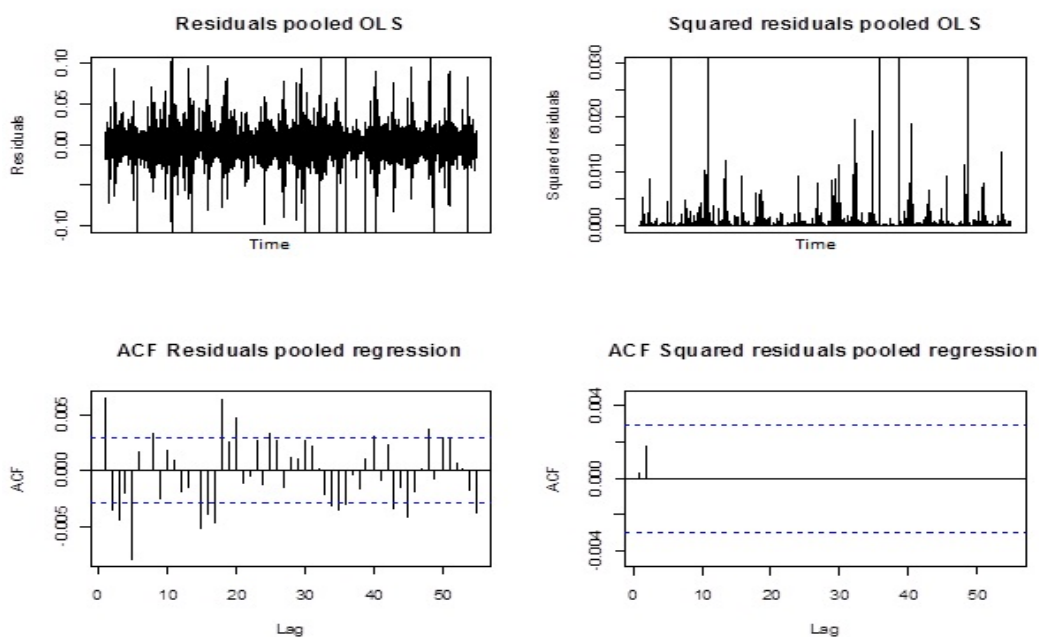 Residuals pooled OLS
Residuals
0.10
0.05
0.00
-0.10
Time
Squared residuals pooled OLS
Squared residuals
0.030
0.020
0.010
0.000
Time
ACF Residuals pooled regression
ACF
0.005
0.000
-0.005
0 10 20 30 40 50
Lag
ACF Squared residuals pooled regression
ACF
0.004
0.000
-0.004
0 10 20 30 40 50
Lag